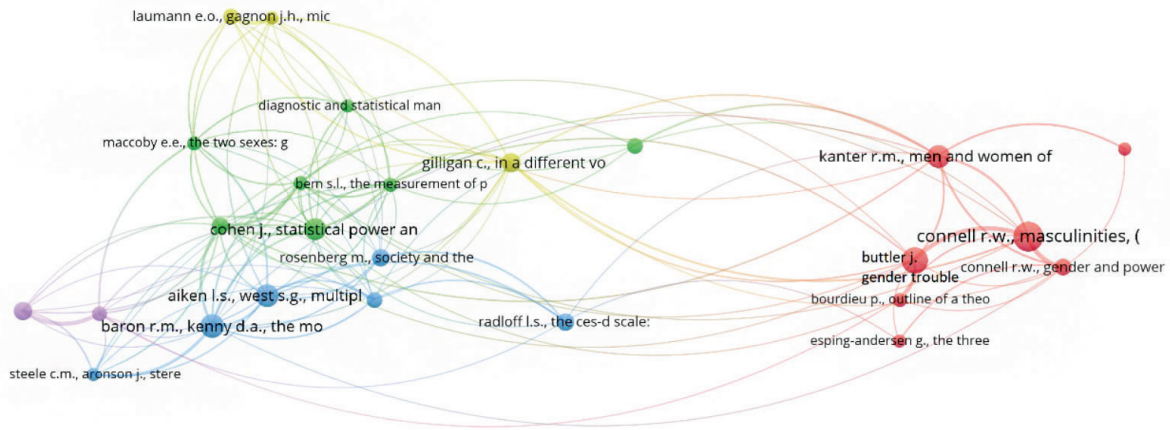 laumann e.o., gagnon j.h., mic
diagnostic and statistical man
maccoby e.e., the two sexes: g
gilligan c., in a different vo
kanter r.m., men and women of
bem s.l., the measurement of p
cohen j., statistical power an
connell r.w., masculinities, (
rosenberg m., society and the
buttler j.
gender trouble
connell r.w., gender and power
aiken l.s., west s.g., multipl
bourdieu p., outline of a theo
baron r.m., kenny d.a., the mo
radloff l.s., the ces-d scale:
esping-andersen g., the three
steele c.m., aronson j., stere